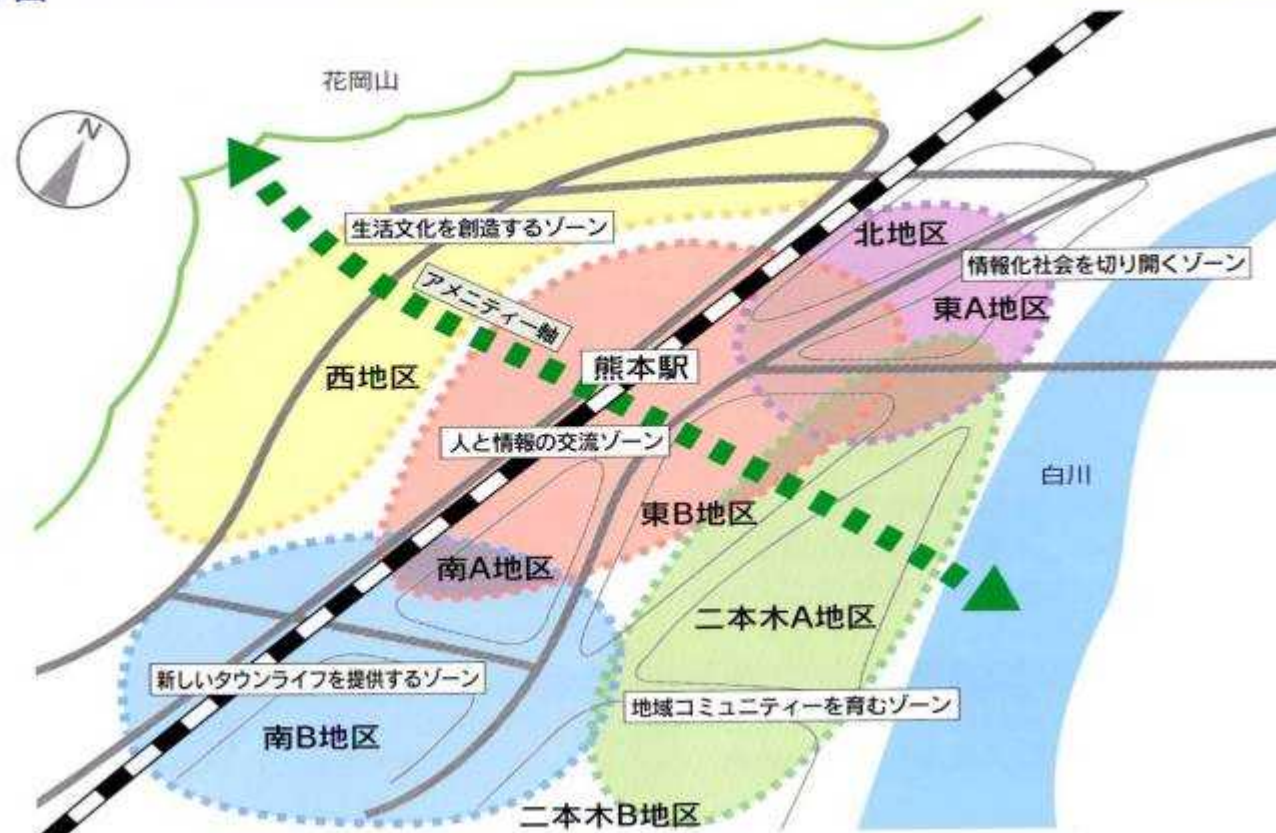 花岡山
N
生活文化を創造するゾーン
北地区
情報化社会を切り開くゾーン
アメニティー軸
東A地区
熊本駅
西地区
人と情報の交流ゾーン
白川
東B地区
南A地区
二本木A地区
新しいタウンライフを提供するゾーン
地域コミュニティーを育むゾーン
南B地区
二本木B地区